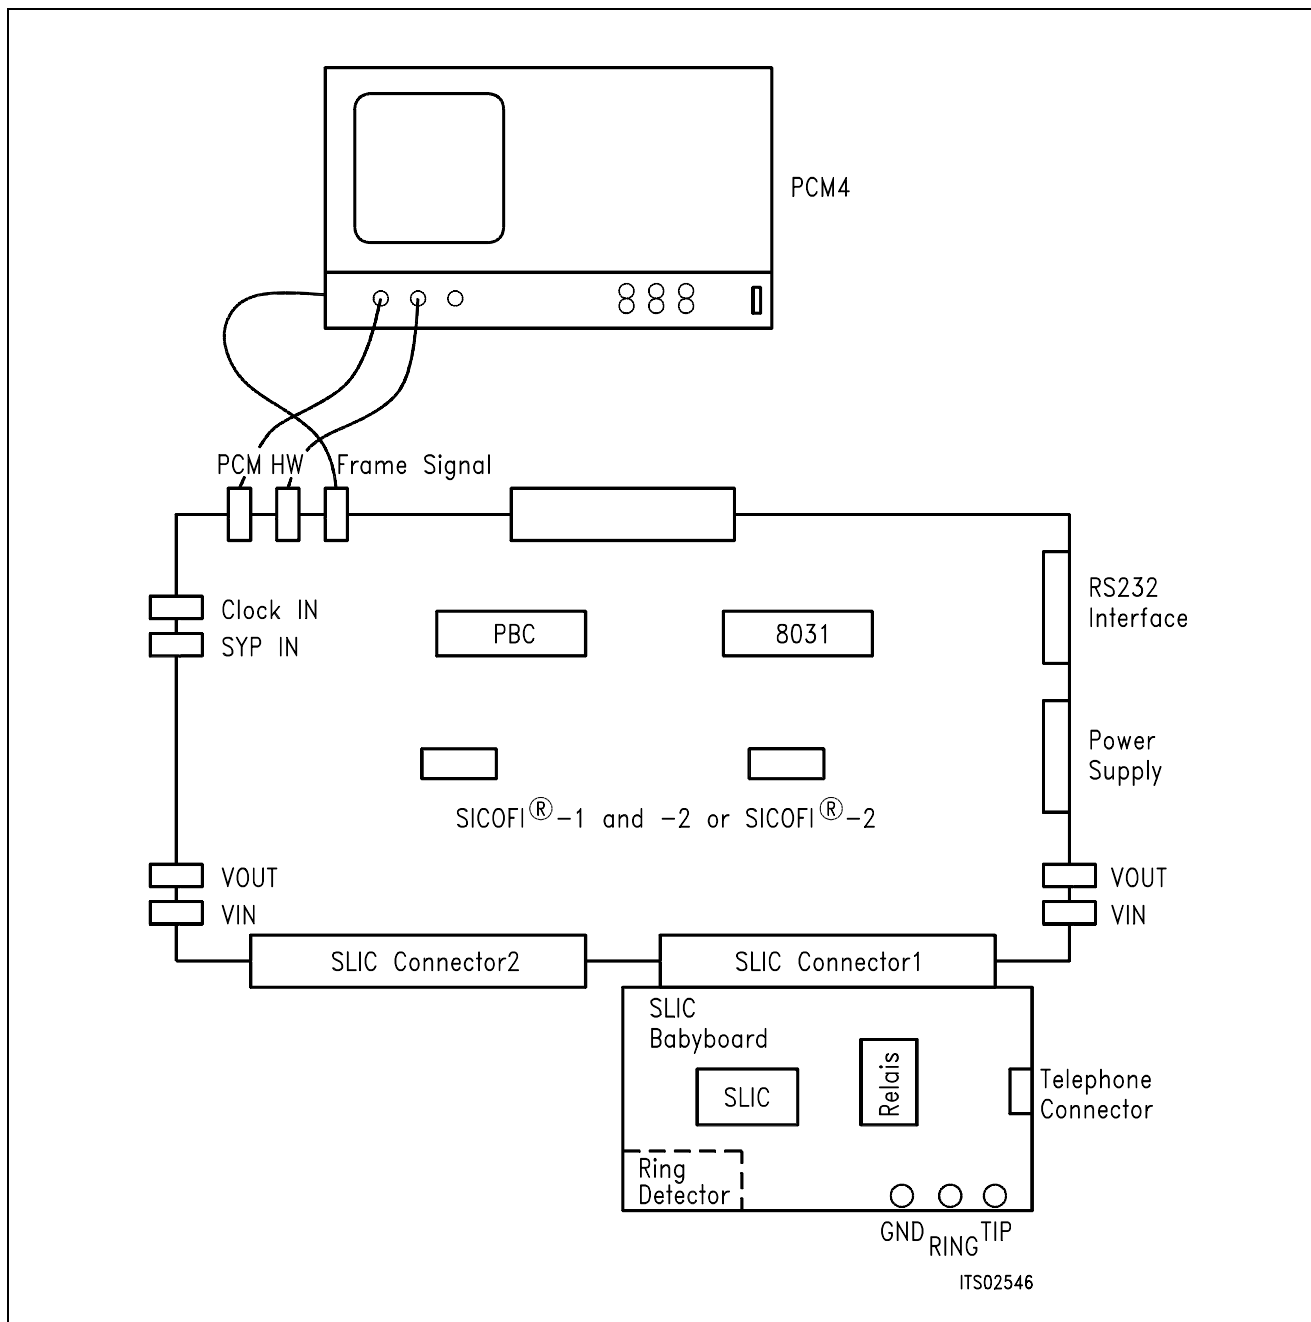 PCM4
PCM HW Frame Signal
Clock IN
SYP IN
PBC
8031
RS232
Interface
Power
Supply
SICOFI®-1 and -2 or SICOFI®-2
VOUT
VIN
VOUT
VIN
SLIC Connector2
SLIC Connector1
SLIC
Babyboard
SLIC
Relais
Telephone
Connector
Ring
Detector
GND
RING
TIP
ITS02546